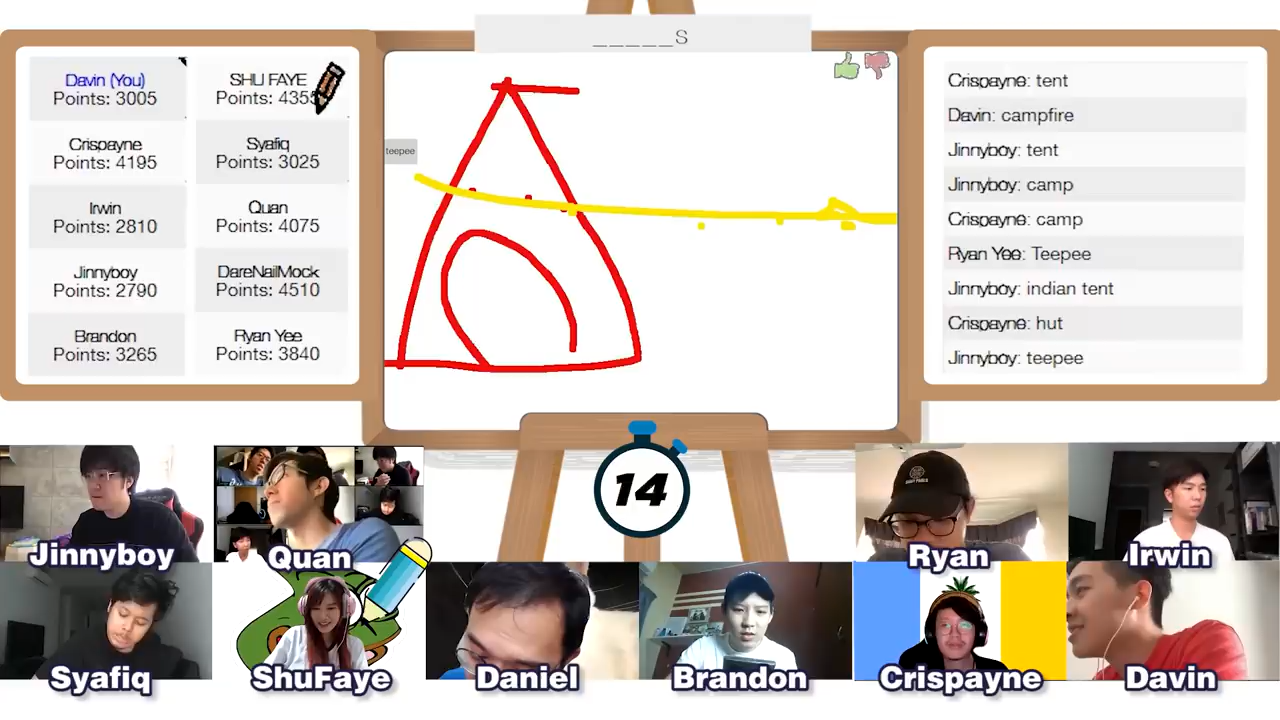 _____S
Davin (You)
Points: 3005
SHU FAYE
Points: 4355
Crispayne
Points: 4195
Syafiq
Points: 3025
Irwin
Points: 2810
Quan
Points: 4075
Jinnyboy
Points: 2790
DareNailMock
Points: 4510
Brandon
Points: 3265
Ryan Yee
Points: 3840
teepee
Crispayne: tent
Davin: campfire
Jinnyboy: tent
Jinnyboy: camp
Crispayne: camp
Ryan Yee: Teepee
Jinnyboy: indian tent
Crispayne: hut
Jinnyboy: teepee
14
Jinnyboy
Quan
Ryan
Irwin
Syafiq
ShuFaye
Daniel
Brandon
Crispayne
Davin